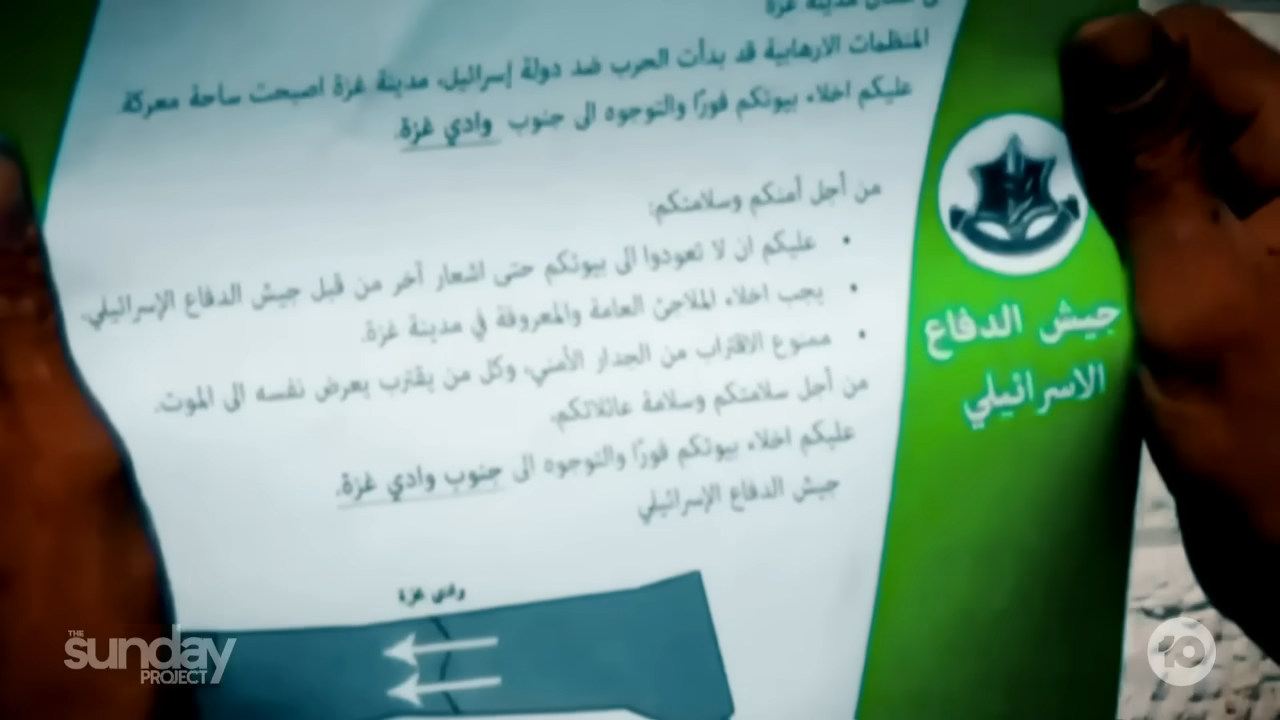 مدينة غزة
المنظمات الارهابية قد بدأت الحرب ضد دولة إسرائيل، مدينة غزة اصبحت ساحة معركة.
عليكم اخلاء بيوتكم فورًا والتوجوه الى جنوب وادي غزة.
من أجل أمنكم وسلامتكم:
• عليكم ان لا تعودوا الى بيوتكم حتى اشعار آخر من قبل جيش الدفاع الإسرائيلي.
• يجب اخلاء الملاجئ العامة والمعروفة في مدينة غزة.
• ممنوع الاقتراب من الجدار الأمني، وكل من يقترب يعرض نفسه الى الموت.
من أجل سلامتكم وسلامة عائلاتكم،
عليكم اخلاء بيوتكم فورًا والتوجوه الى جنوب وادي غزة.
جيش الدفاع الإسرائيلي
وادي غزة
جيش الدفاع
الاسرائيلي
THE
sunday
PROJECT
10